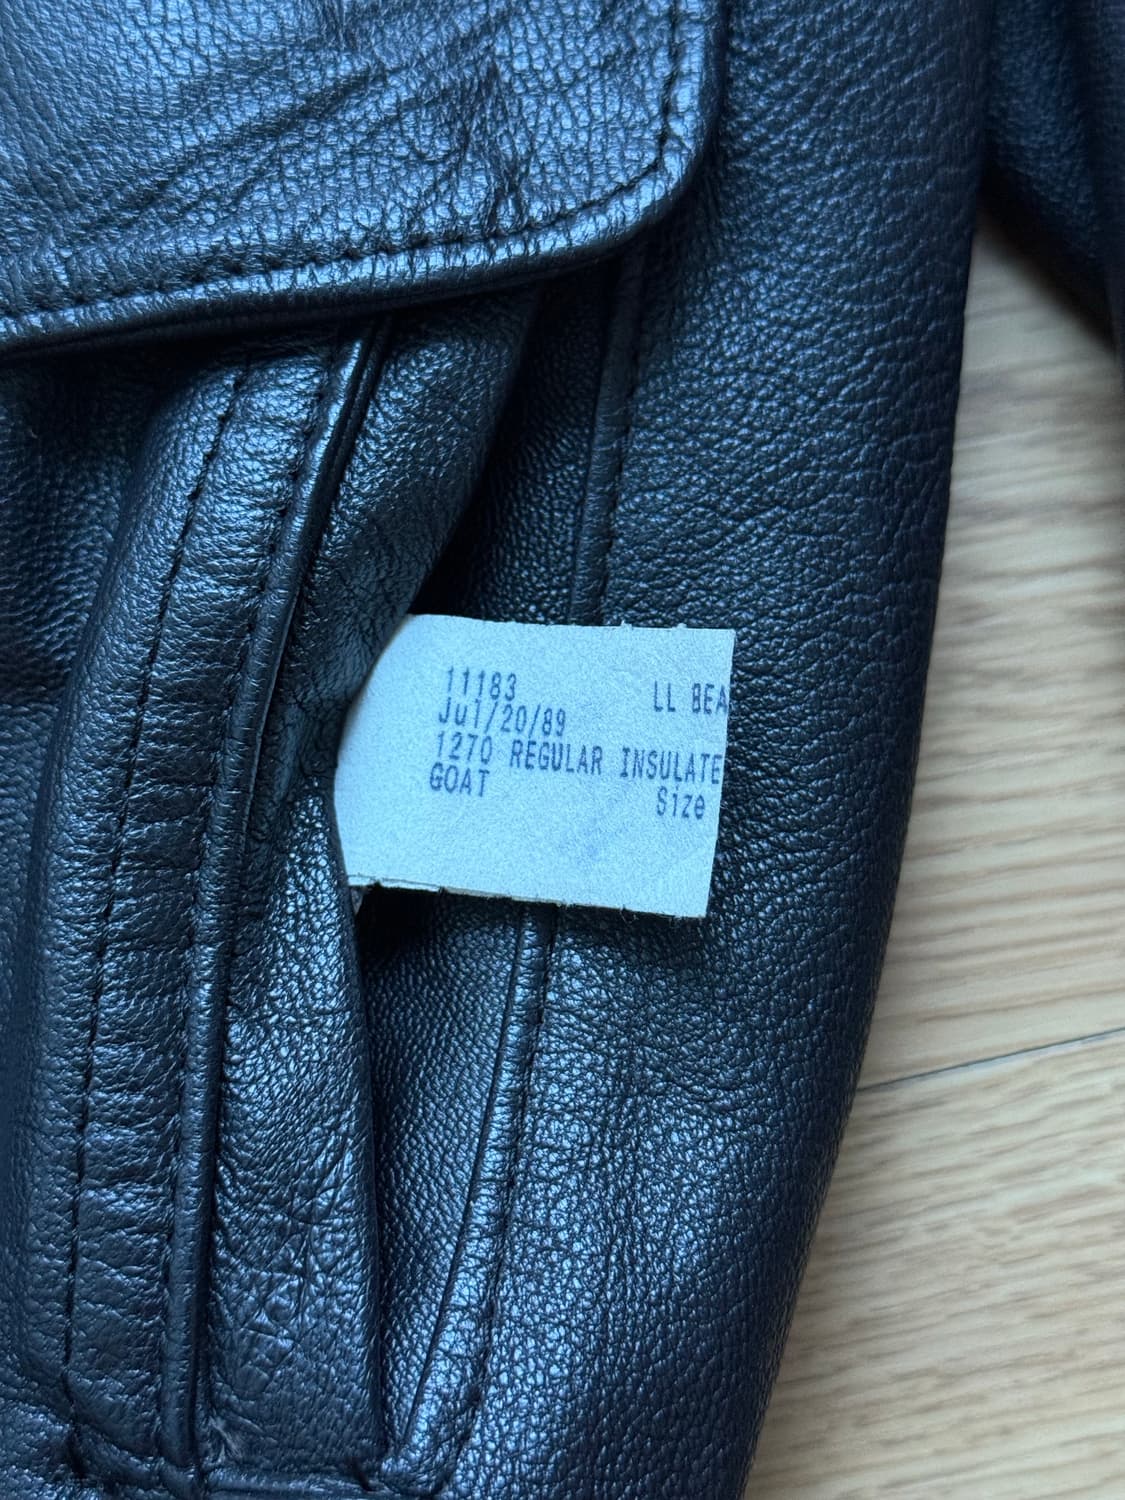 11183 LL BEA
Jul/20/89
1270 REGULAR INSULATE
GOAT Size